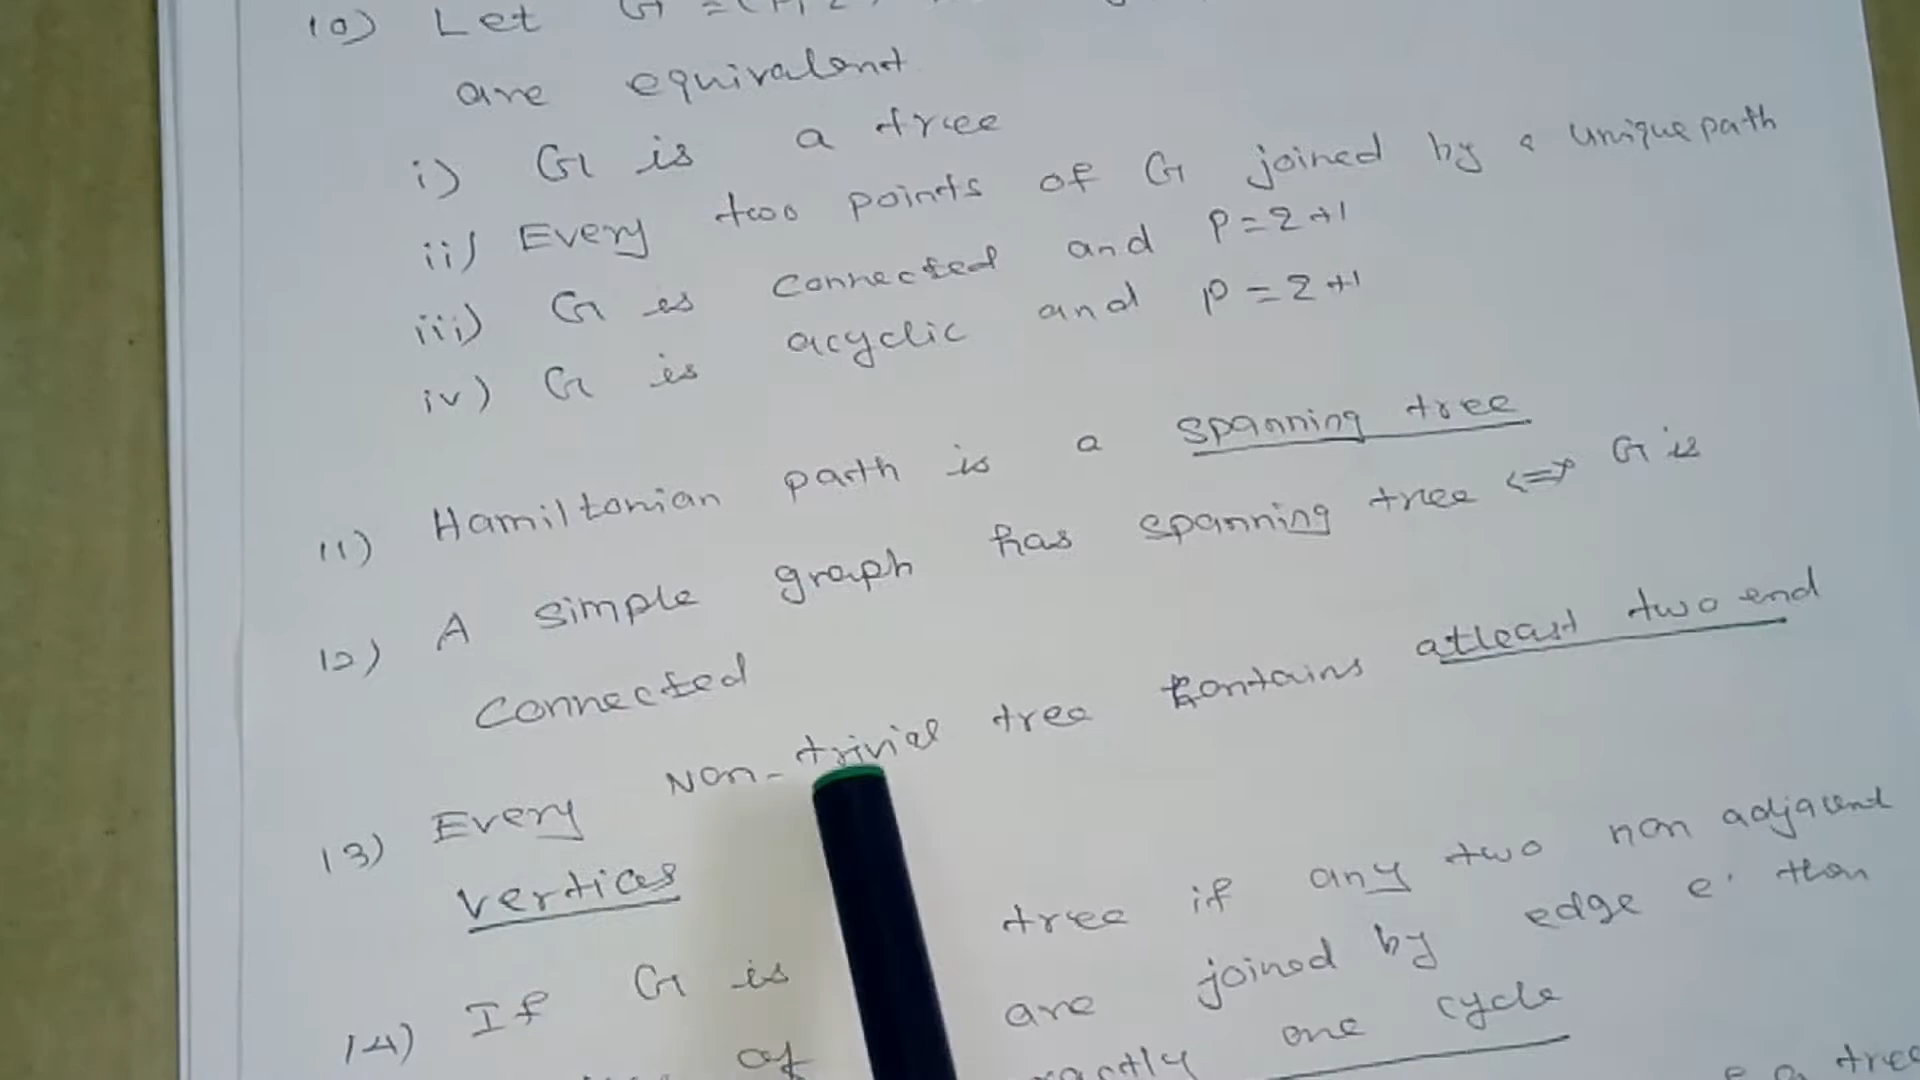 10) Let G =
are equivalent
i) G is a tree
ii) Every two points of G joined by a unique path
iii) G is connected and P=2+1
iv) G is acyclic and p=2+1
11) Hamiltonian path is a spanning tree
12) A simple graph has spanning tree <=> G is
connected
13) Every Non-trivial tree contains atleast two end
vertices
14) If G is tree if any two non adjacent
of are joined by edge e' then
one cycle
a tree